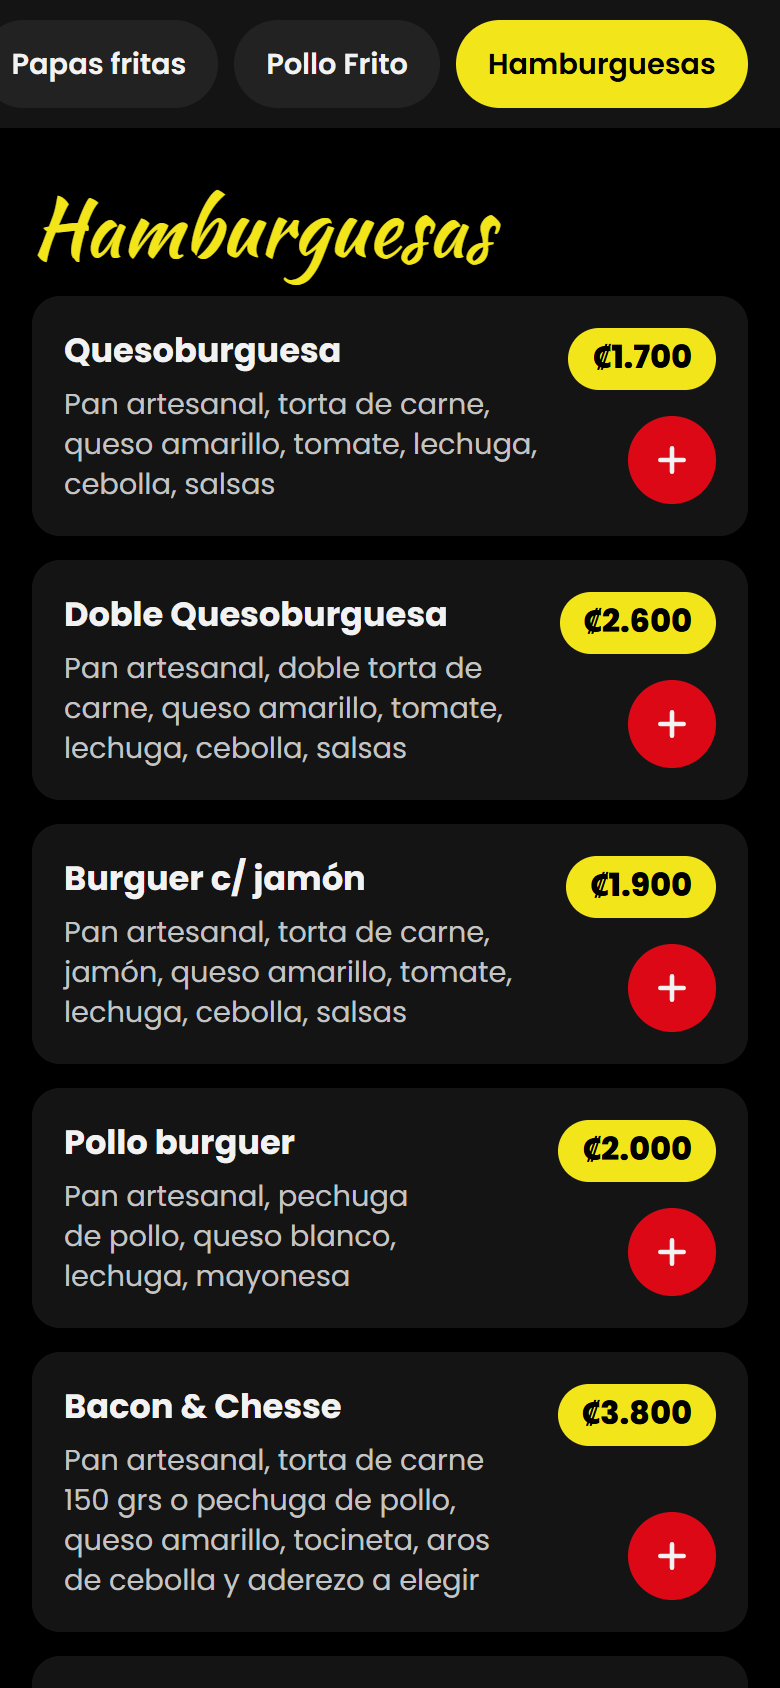 Papas fritas
Pollo Frito
Hamburguesas
Hamburguesas
Quesoburguesa
₡1.700
Pan artesanal, torta de carne,
queso amarillo, tomate, lechuga,
cebolla, salsas
Doble Quesoburguesa
₡2.600
Pan artesanal, doble torta de
carne, queso amarillo, tomate,
lechuga, cebolla, salsas
Burguer c/ jamón
₡1.900
Pan artesanal, torta de carne,
jamón, queso amarillo, tomate,
lechuga, cebolla, salsas
Pollo burguer
₡2.000
Pan artesanal, pechuga
de pollo, queso blanco,
lechuga, mayonesa
Bacon & Chesse
₡3.800
Pan artesanal, torta de carne
150 grs o pechuga de pollo,
queso amarillo, tocineta, aros
de cebolla y aderezo a elegir